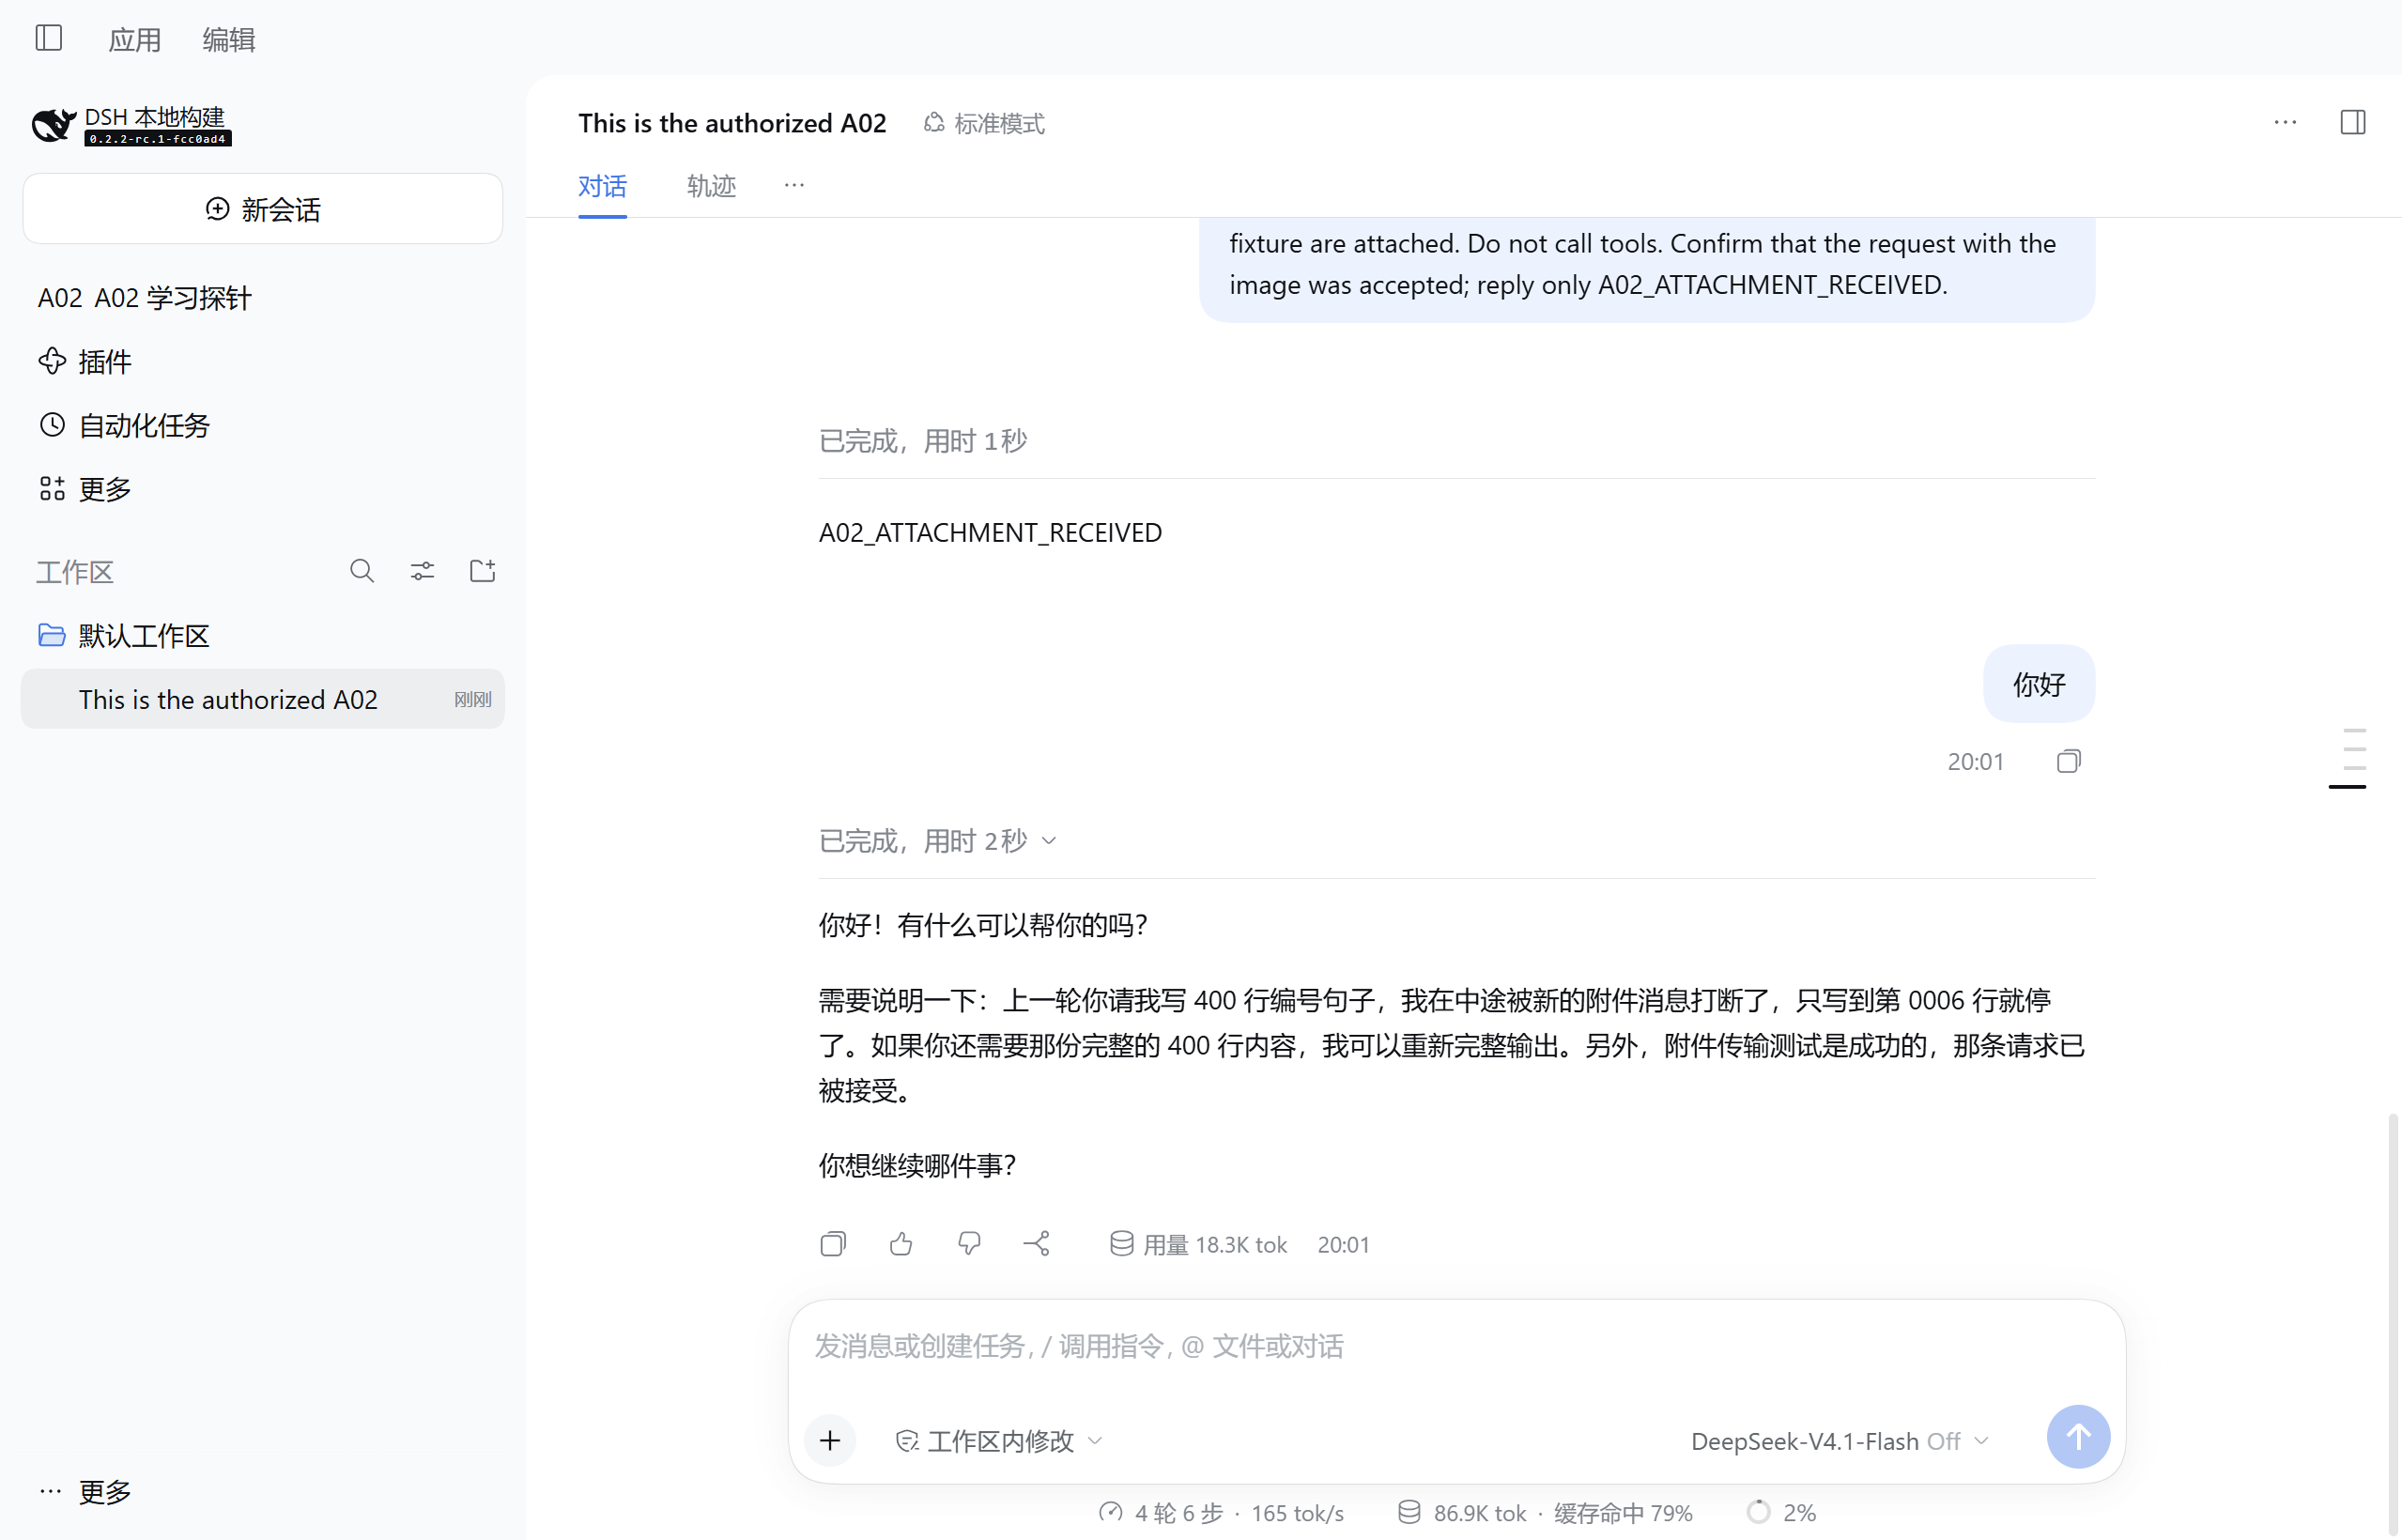 应用 编辑
DSH 本地构建
0.2.2-rc.1-fcc0ad4
新会话
A02 A02 学习探针
插件
自动化任务
更多
工作区
默认工作区
This is the authorized A02 刚刚
更多
This is the authorized A02 标准模式
对话 轨迹
fixture are attached. Do not call tools. Confirm that the request with the
image was accepted; reply only A02_ATTACHMENT_RECEIVED.
已完成，用时 1秒
A02_ATTACHMENT_RECEIVED
你好
20:01
已完成，用时 2秒
你好！有什么可以帮你的吗？
需要说明一下：上一轮你请我写 400 行编号句子，我在中途被新的附件消息打断了，只写到第 0006 行就停
了。如果你还需要那份完整的 400 行内容，我可以重新完整输出。另外，附件传输测试是成功的，那条请求已
被接受。
你想继续哪件事？
用量 18.3K tok 20:01
发消息或创建任务, / 调用指令, @ 文件或对话
工作区内修改 DeepSeek-V4.1-Flash Off
4 轮 6 步 · 165 tok/s 86.9K tok · 缓存命中 79% 2%